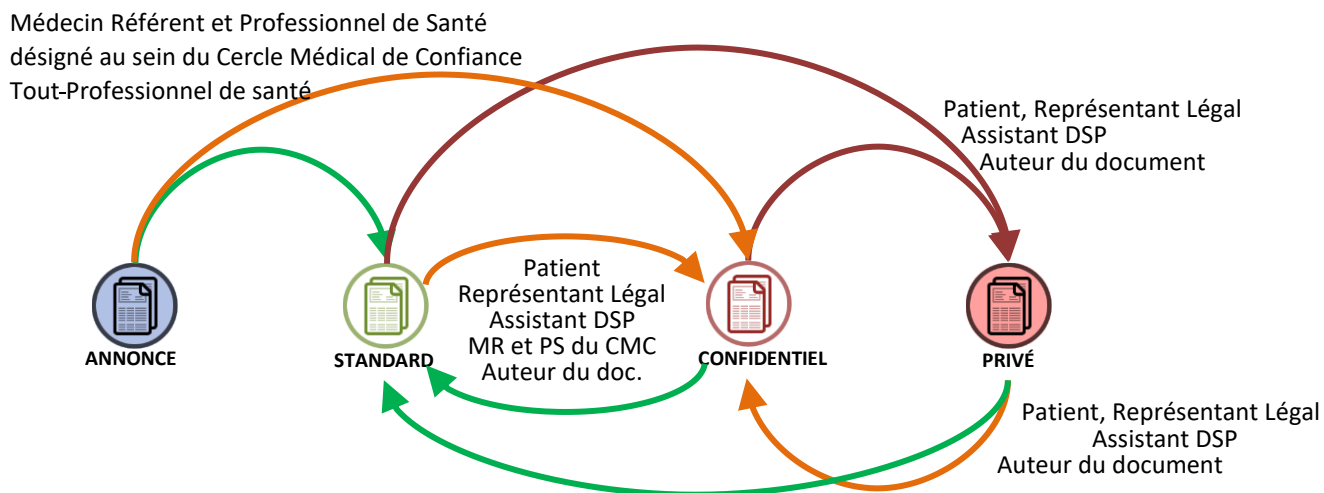 Médecin Référent et Professionnel de Santé
désigné au sein du Cercle Médical de Confiance
Tout-Professionnel de santé
Patient, Représentant Légal
Assistant DSP
Auteur du document
Patient
Représentant Légal
Assistant DSP
MR et PS du CMC
Auteur du doc.
ANNONCE
STANDARD
CONFIDENTIEL
PRIVÉ
Patient, Représentant Légal
Assistant DSP
Auteur du document